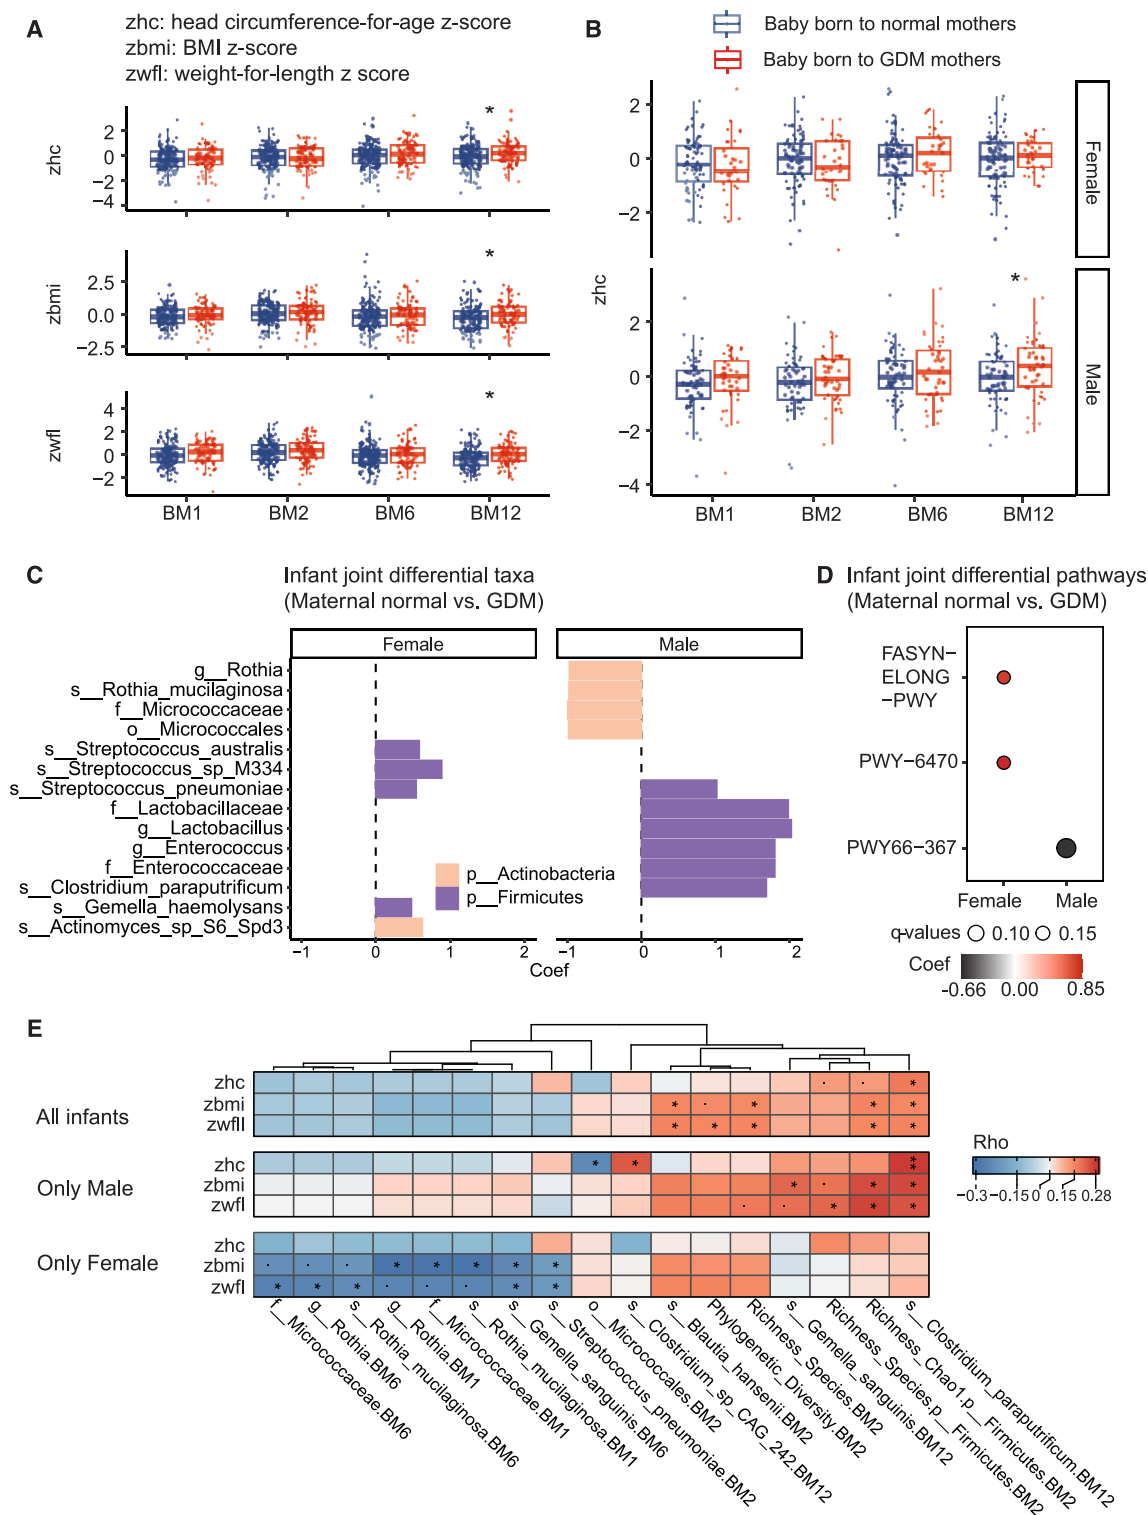 A
zhc: head circumference-for-age z-score
zbmi: BMI z-score
zwfl: weight-for-length z score
zhc
2
0
−2
−4
*
zbmi
2.5
0.0
−2.5
*
zwfl
4
2
0
−2
*
BM1 BM2 BM6 BM12
B
Baby born to normal mothers
Baby born to GDM mothers
zhc
2
0
−2
Female
2
0
−2
−4
*
Male
BM1 BM2 BM6 BM12
C
Infant joint differential taxa
(Maternal normal vs. GDM)
Female Male
g__Rothia
s__Rothia_mucilaginosa
f__Micrococcaceae
o__Micrococcales
s__Streptococcus_australis
s__Streptococcus_sp_M334
s__Streptococcus_pneumoniae
f__Lactobacillaceae
g__Lactobacillus
g__Enterococcus
f__Enterococcaceae
s__Clostridium_paraputrificum
s__Gemella_haemolysans
s__Actinomyces_sp_S6_Spd3
p__Actinobacteria
p__Firmicutes
−1 0 1 2 −1 0 1 2
Coef
D
Infant joint differential pathways
(Maternal normal vs. GDM)
FASYN−
ELONG
−PWY
PWY−6470
PWY66−367
Female Male
q-values 0.10 0.15
Coef
-0.66 0.00 0.85
E
All infants
zhc
zbmi
zwfll
Only Male
zhc
zbmi
zwfl
Only Female
zhc
zbmi
zwfl
Rho
−0.3 -0.15 0 0.15 0.28
f__Micrococcaceae.BM6
g__Rothia.BM6
s__Rothia_mucilaginosa.BM6
g__Rothia.BM1
f__Micrococcaceae.BM1
s__Rothia_mucilaginosa.BM1
s__Gemella_sanguinis.BM6
s__Streptococcus_pneumoniae.BM2
o__Micrococcales.BM2
s__Clostridium_sp_CAG_242.BM12
s__Blautia_hansenii.BM2
Phylogenetic_Diversity.BM2
Richness_Species.BM2
s__Gemella_sanguinis.BM12
Richness_Species.p__Firmicutes.BM2
Richness_Chao1.p__Firmicutes.BM2
s__Clostridium_paraputrificum.BM12